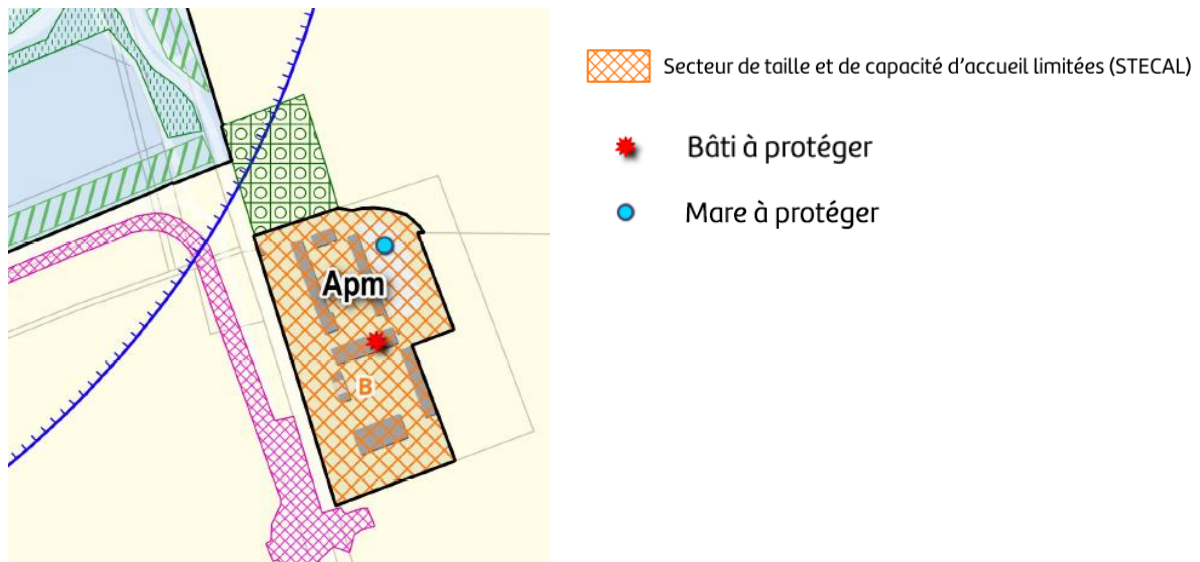 Apm
B
Secteur de taille et de capacité d'accueil limitées (STECAL)
Bâti à protéger
Mare à protéger